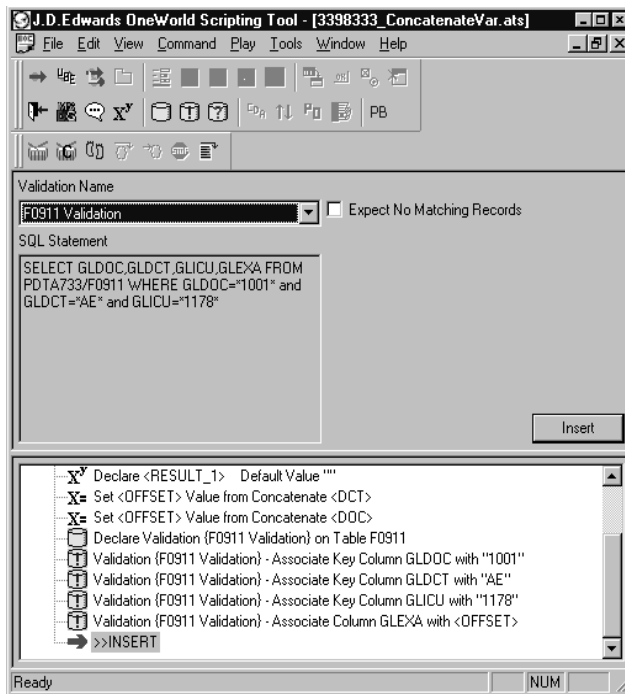 J.D.Edwards OneWorld Scripting Tool - [3398333_ConcatenateVar.ats]
File Edit View Command Play Tools Window Help
UBE
X^y PB
Validation Name
F0911 Validation Expect No Matching Records
SQL Statement
SELECT GLDOC,GLDCT,GLICU,GLEXA FROM
PDTA733/F0911 WHERE GLDOC=*1001* and
GLDCT=*AE* and GLICU=*1178*
Insert
X^y Declare <RESULT_1> Default Value ""
X= Set <OFFSET> Value from Concatenate <DCT>
X= Set <OFFSET> Value from Concatenate <DOC>
Declare Validation {F0911 Validation} on Table F0911
Validation {F0911 Validation} - Associate Key Column GLDOC with "1001"
Validation {F0911 Validation} - Associate Key Column GLDCT with "AE"
Validation {F0911 Validation} - Associate Key Column GLICU with "1178"
Validation {F0911 Validation} - Associate Column GLEXA with <OFFSET>
>>INSERT
Ready NUM